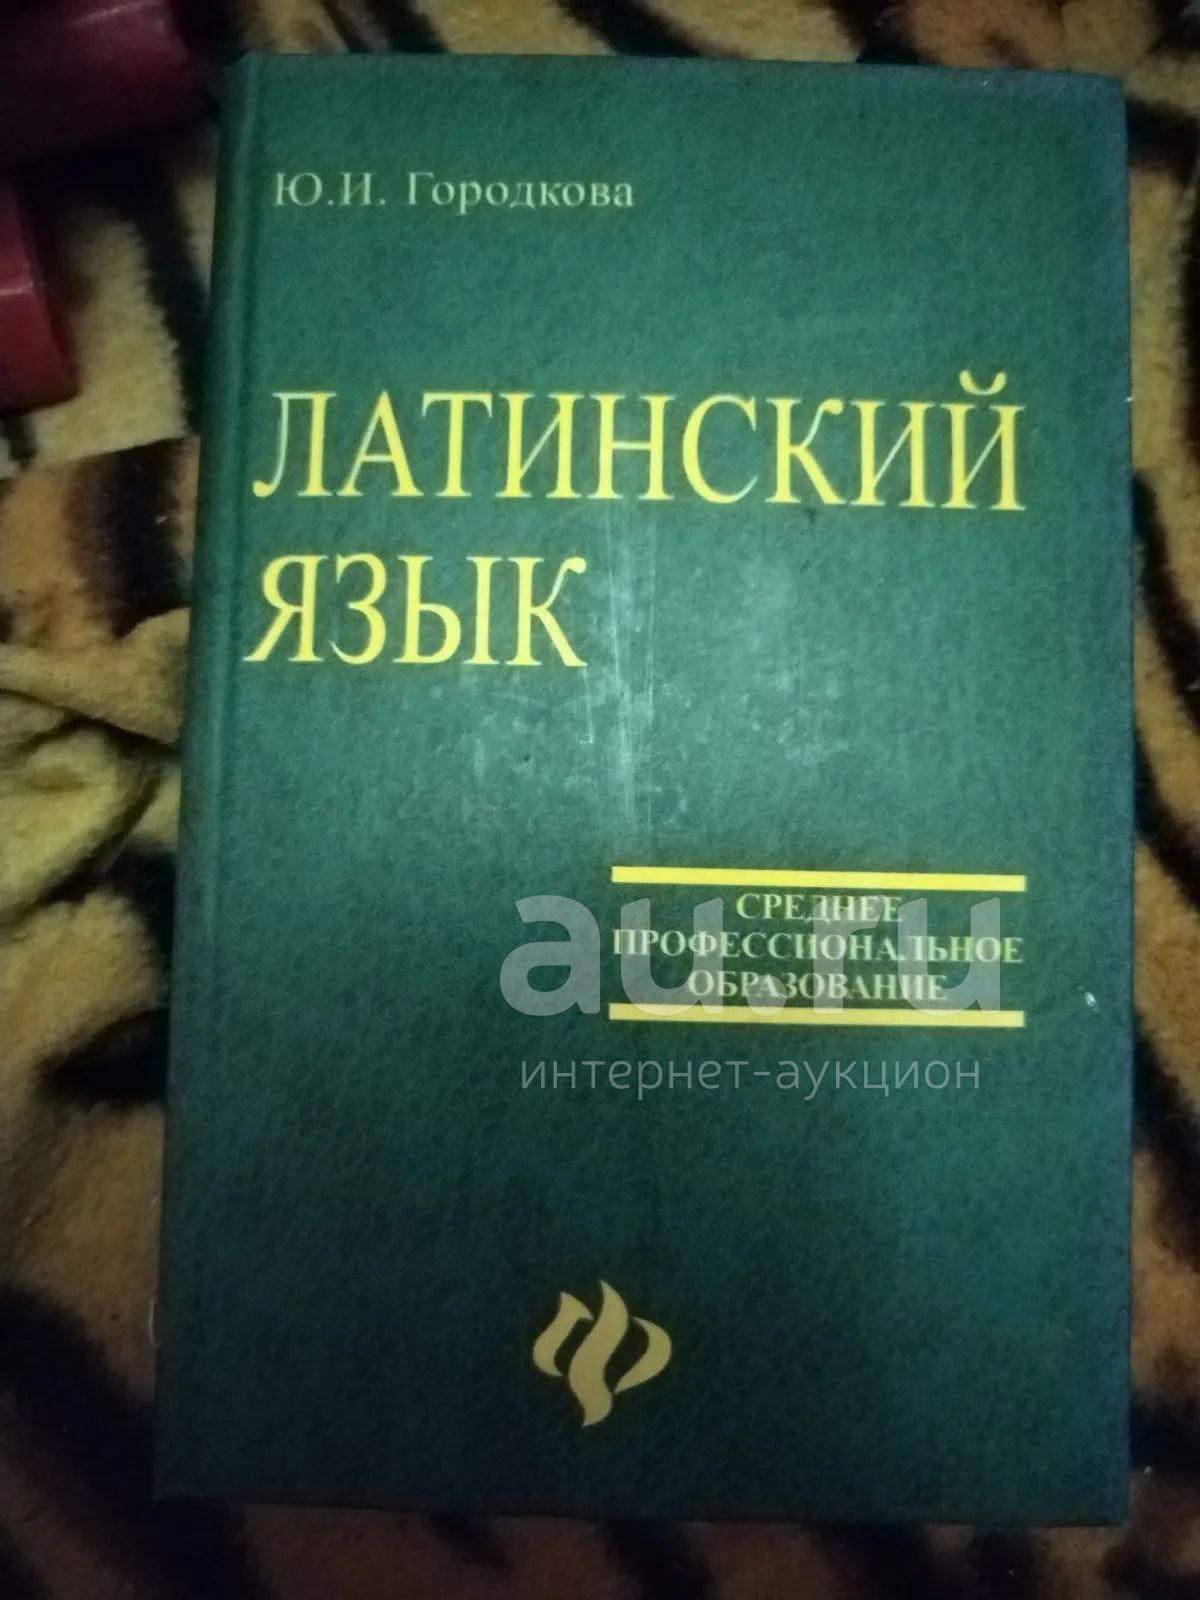 Ю.И. Городкова
ЛАТИНСКИЙ
ЯЗЫК
СРЕДНЕЕ
ПРОФЕССИОНАЛЬНОЕ
ОБРАЗОВАНИЕ
au.ru
интернет-аукцион